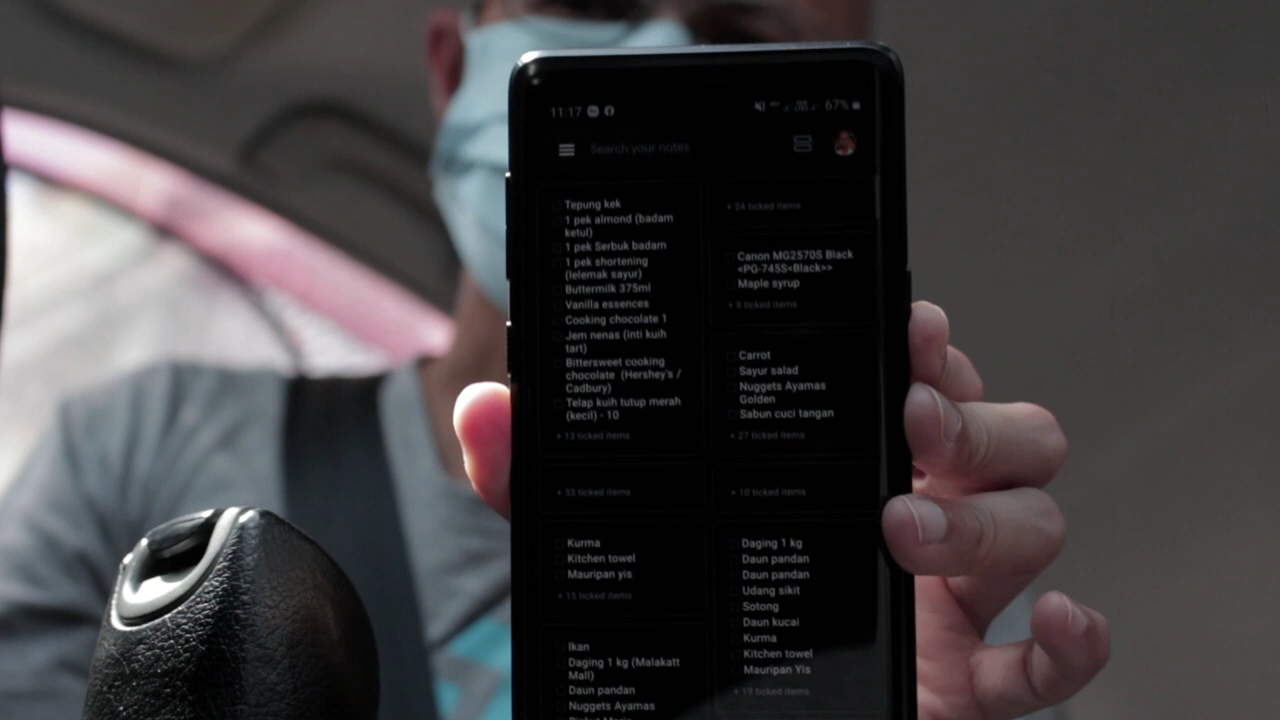 11:17
67%
Search your notes
Tepung kek
1 pek almond (badam
ketul)
1 pek Serbuk badam
1 pek shortening
(lelemak sayur)
Buttermilk 375ml
Vanilla essences
Cooking chocolate 1
Jem nenas (inti kuih
tart)
Bittersweet cooking
chocolate (Hershey's /
Cadbury)
Telap kuih tutup merah
(kecil) - 10
+ 13 ticked items
+ 33 ticked items
Kurma
Kitchen towel
Mauripan yis
+ 15 ticked items
Ikan
Daging 1 kg (Malakatt
Mall)
Daun pandan
Nuggets Ayamas
+ 24 ticked items
Canon MG2570S Black
<PG-745S<Black>>
Maple syrup
+ 9 ticked items
Carrot
Sayur salad
Nuggets Ayamas
Golden
Sabun cuci tangan
+ 27 ticked items
+ 10 ticked items
Daging 1 kg
Daun pandan
Daun pandan
Udang sikit
Sotong
Daun kucai
Kurma
Kitchen towel
Mauripan Yis
+ 19 ticked items